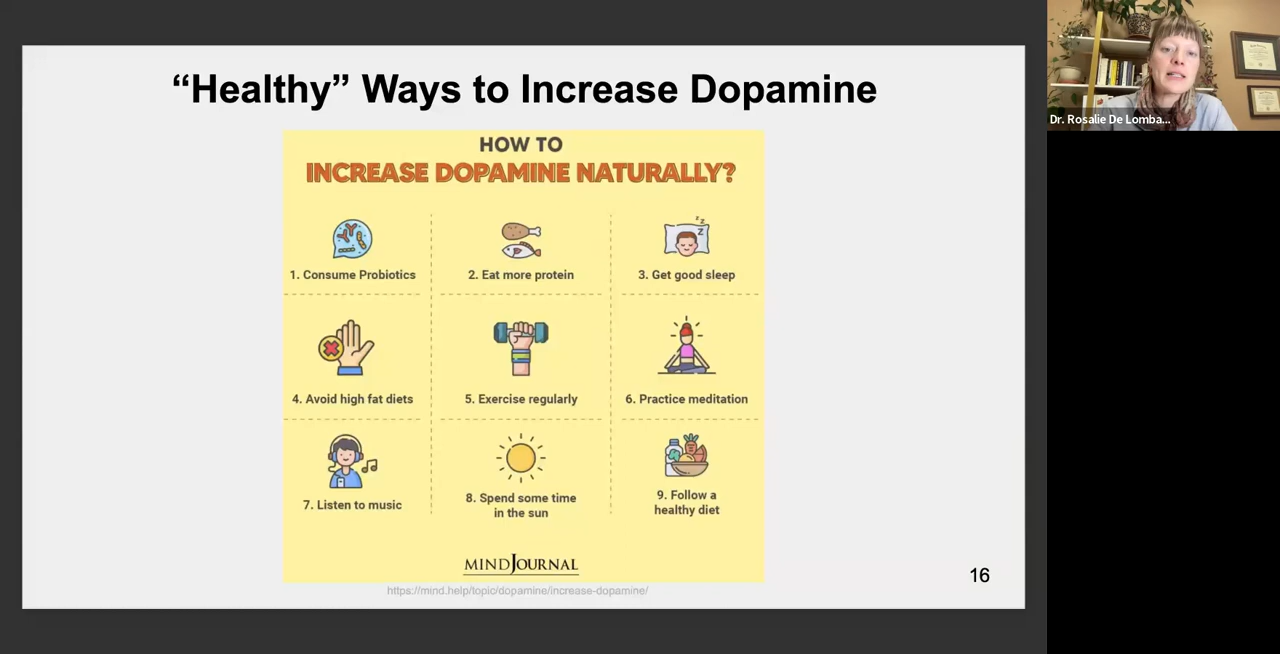 “Healthy” Ways to Increase Dopamine
HOW TO
INCREASE DOPAMINE NATURALLY?
z z
z
1. Consume Probiotics
2. Eat more protein
3. Get good sleep
4. Avoid high fat diets
5. Exercise regularly
6. Practice meditation
7. Listen to music
8. Spend some time
in the sun
9. Follow a
healthy diet
MINDJOURNAL
https://mind.help/topic/dopamine/increase-dopamine/
16
Dr. Rosalie De Lomba...